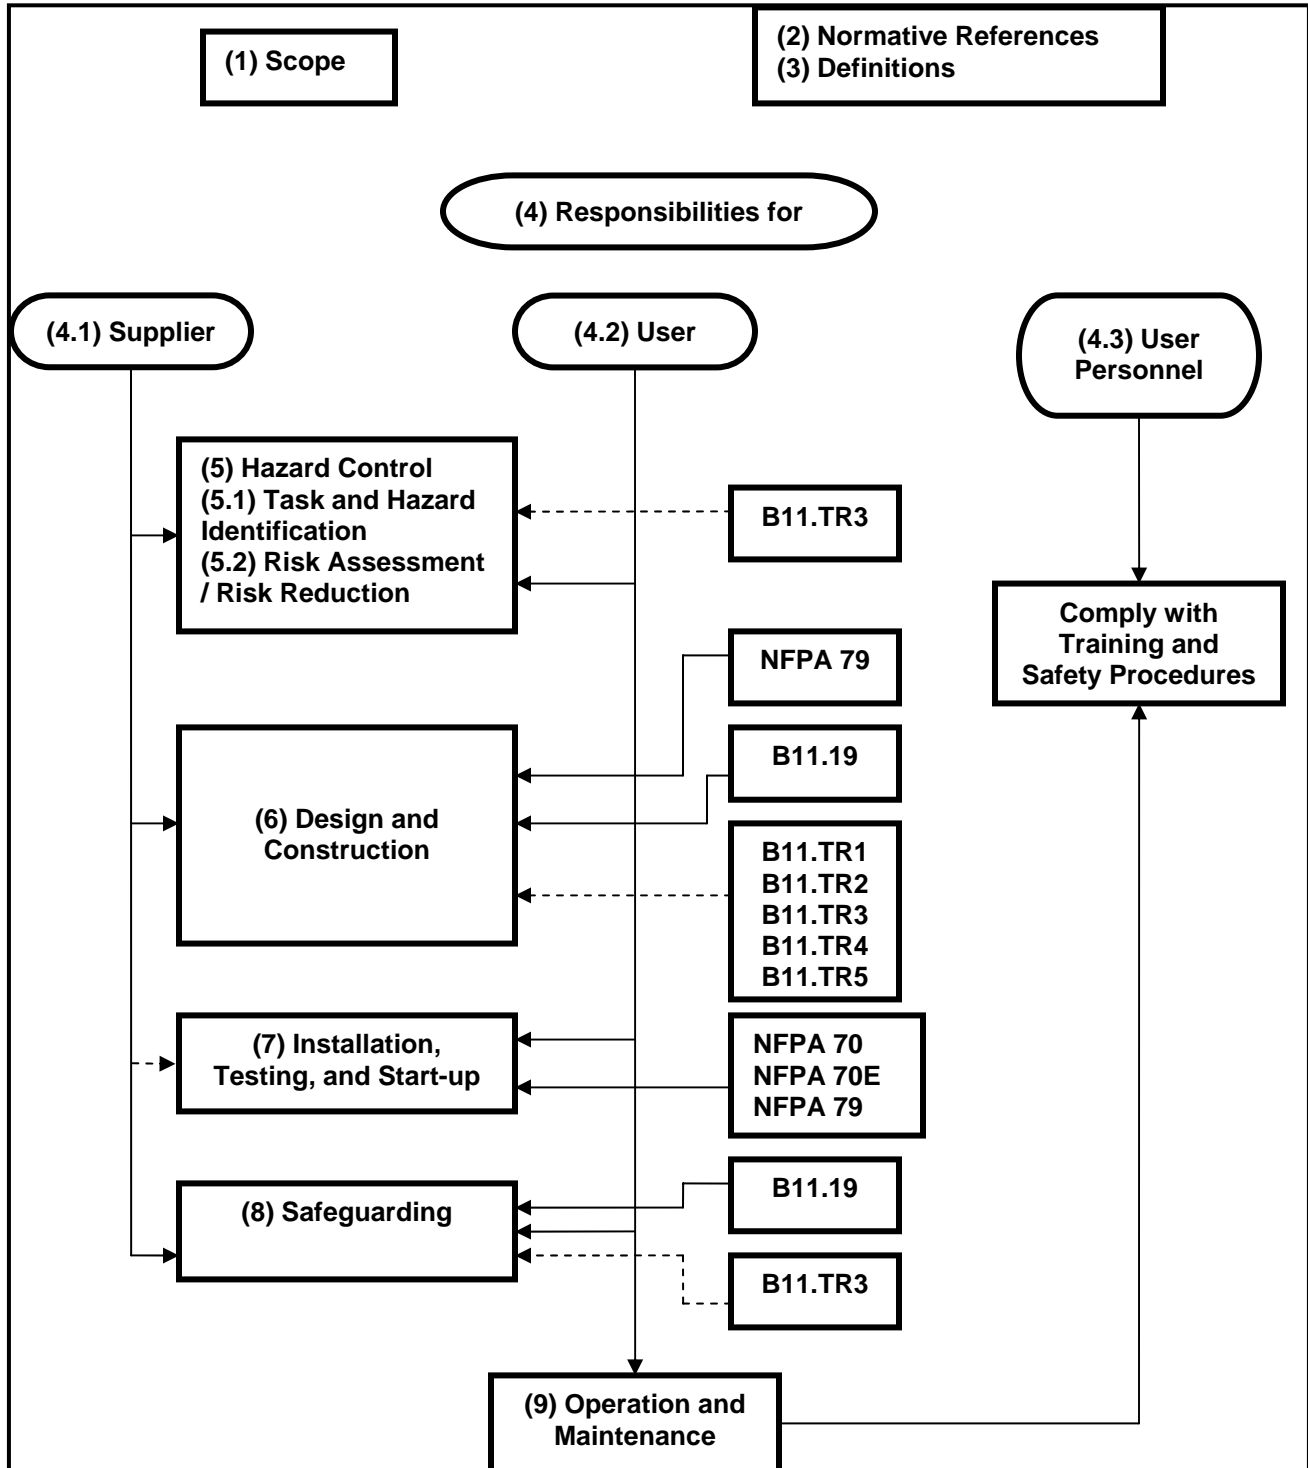 (1) Scope
(2) Normative References
(3) Definitions
(4) Responsibilities for
(4.1) Supplier
(4.2) User
(4.3) User
Personnel
(5) Hazard Control
(5.1) Task and Hazard
Identification
(5.2) Risk Assessment
/ Risk Reduction
B11.TR3
Comply with
Training and
Safety Procedures
NFPA 79
B11.19
(6) Design and
Construction
B11.TR1
B11.TR2
B11.TR3
B11.TR4
B11.TR5
(7) Installation,
Testing, and Start-up
NFPA 70
NFPA 70E
NFPA 79
(8) Safeguarding
B11.19
B11.TR3
(9) Operation and
Maintenance